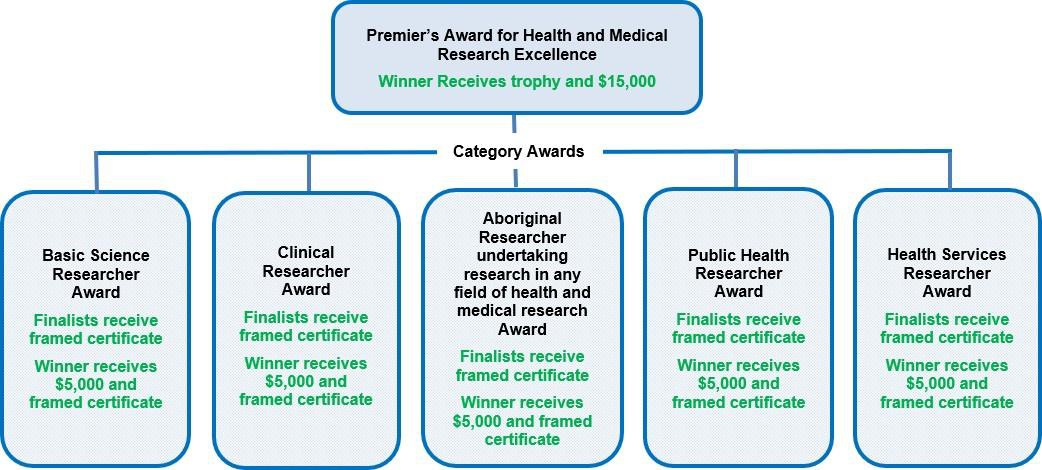 Premier’s Award for Health and Medical
Research Excellence
Winner Receives trophy and $15,000
Category Awards
Basic Science
Researcher
Award
Finalists receive
framed certificate
Winner receives
$5,000 and
framed certificate
Clinical
Researcher
Award
Finalists receive
framed certificate
Winner receives
$5,000 and
framed certificate
Aboriginal
Researcher
undertaking
research in any
field of health and
medical research
Award
Finalists receive
framed certificate
Winner receives
$5,000 and framed
certificate
Public Health
Researcher
Award
Finalists receive
framed certificate
Winner receives
$5,000 and
framed certificate
Health Services
Researcher
Award
Finalists receive
framed certificate
Winner receives
$5,000 and
framed certificate